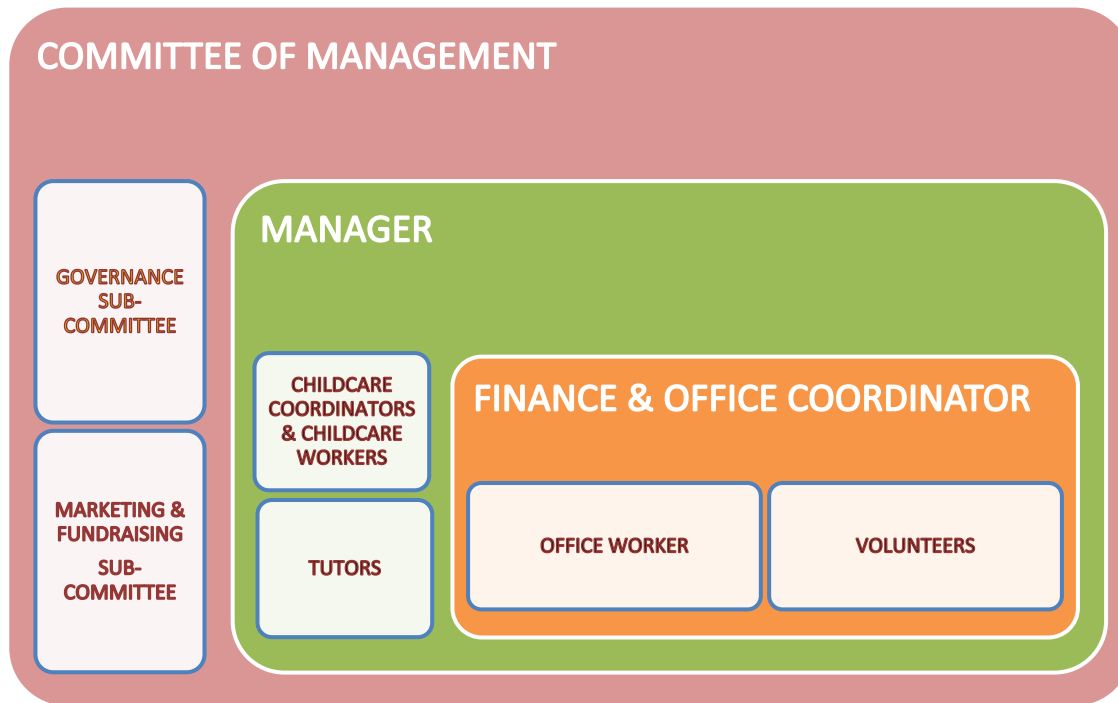 COMMITTEE OF MANAGEMENT
GOVERNANCE
SUB-
COMMITTEE
MARKETING &
FUNDRAISING
SUB-
COMMITTEE
MANAGER
CHILDCARE
COORDINATORS
& CHILDCARE
WORKERS
TUTORS
FINANCE & OFFICE COORDINATOR
OFFICE WORKER
VOLUNTEERS